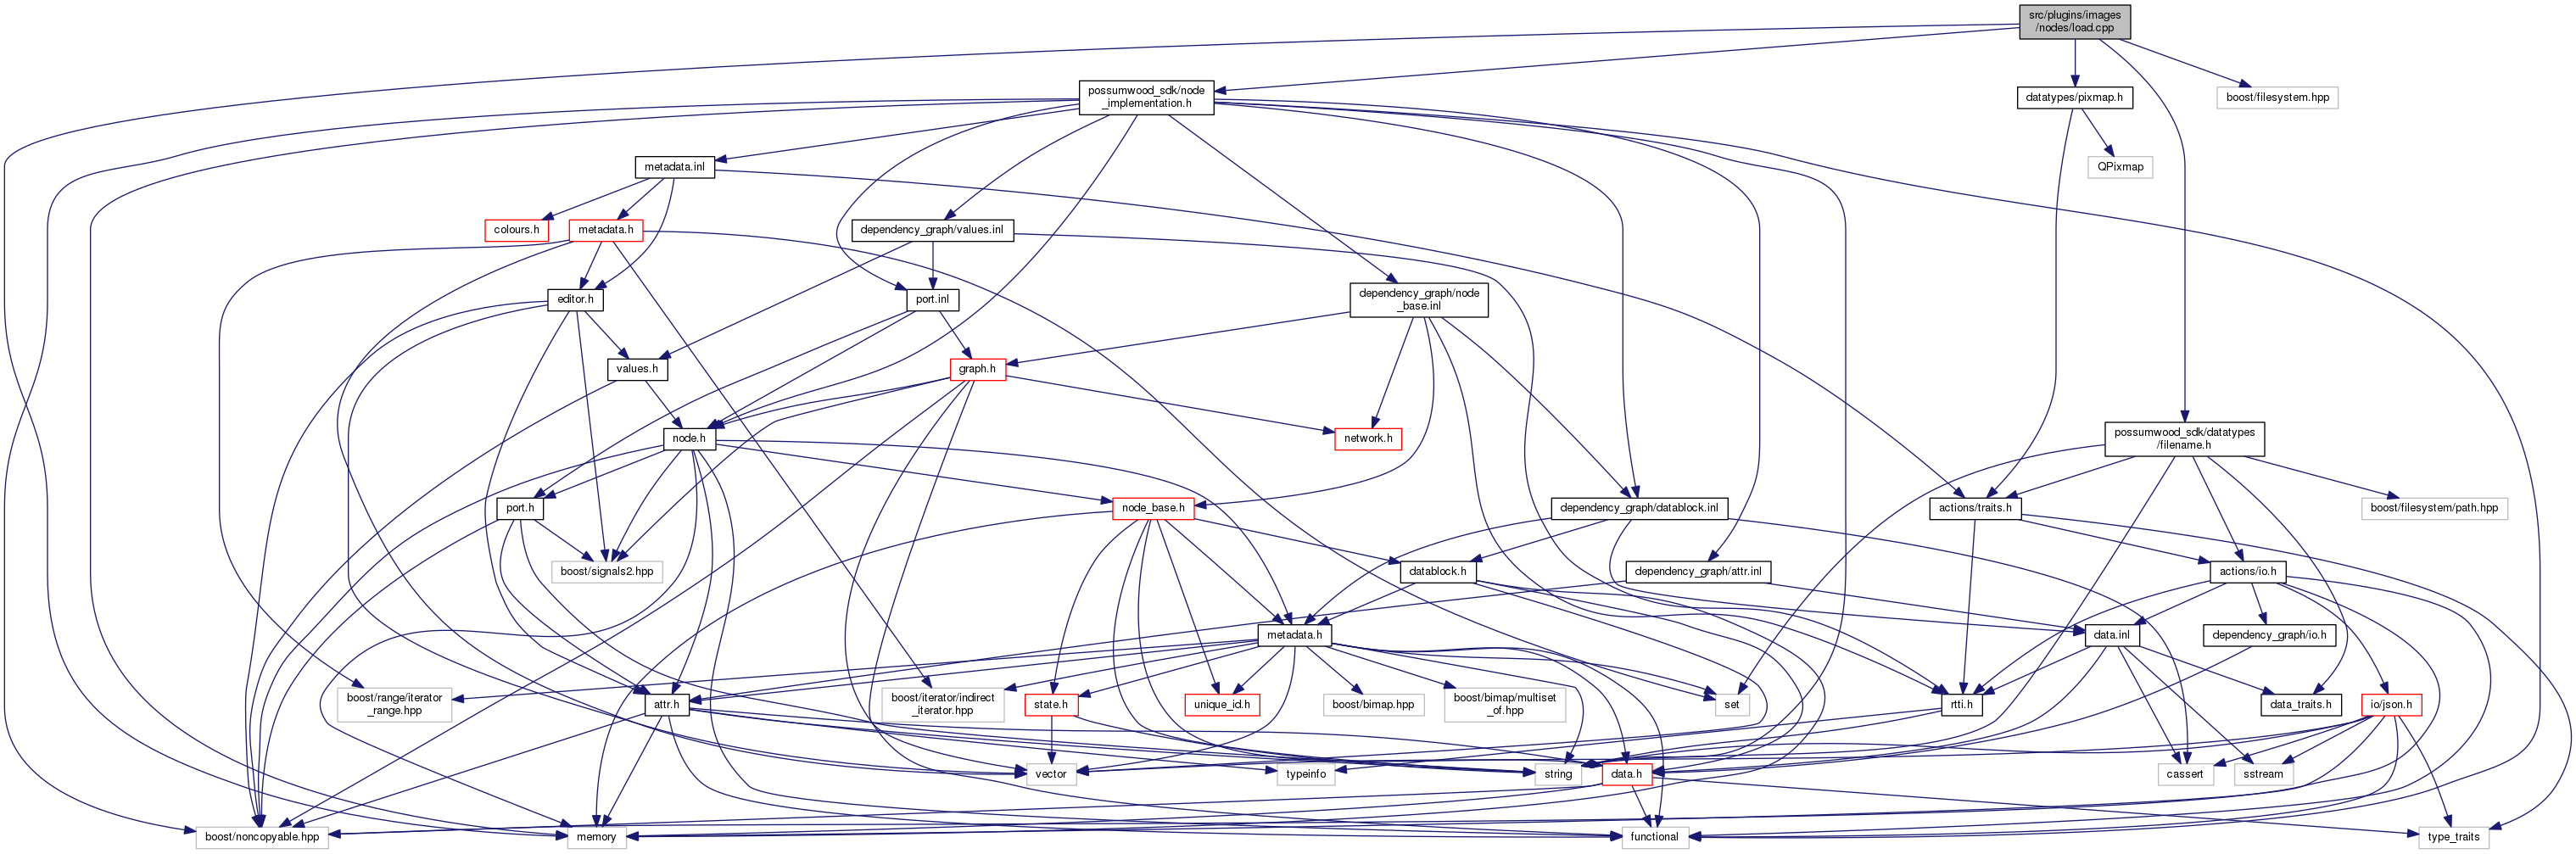 src/plugins/images
/nodes/load.cpp
possumwood_sdk/node
_implementation.h
datatypes/pixmap.h
boost/filesystem.hpp
metadata.inl
QPixmap
colours.h
metadata.h
dependency_graph/values.inl
editor.h
port.inl
dependency_graph/node
_base.inl
values.h
graph.h
node.h
network.h
possumwood_sdk/datatypes
/filename.h
port.h
node_base.h
dependency_graph/datablock.inl
actions/traits.h
boost/filesystem/path.hpp
boost/signals2.hpp
datablock.h
dependency_graph/attr.inl
actions/io.h
metadata.h
data.inl
dependency_graph/io.h
boost/range/iterator
_range.hpp
attr.h
boost/iterator/indirect
_iterator.hpp
state.h
unique_id.h
boost/bimap.hpp
boost/bimap/multiset
_of.hpp
set
rtti.h
data_traits.h
io/json.h
vector
typeinfo
string
data.h
cassert
sstream
boost/noncopyable.hpp
memory
functional
type_traits